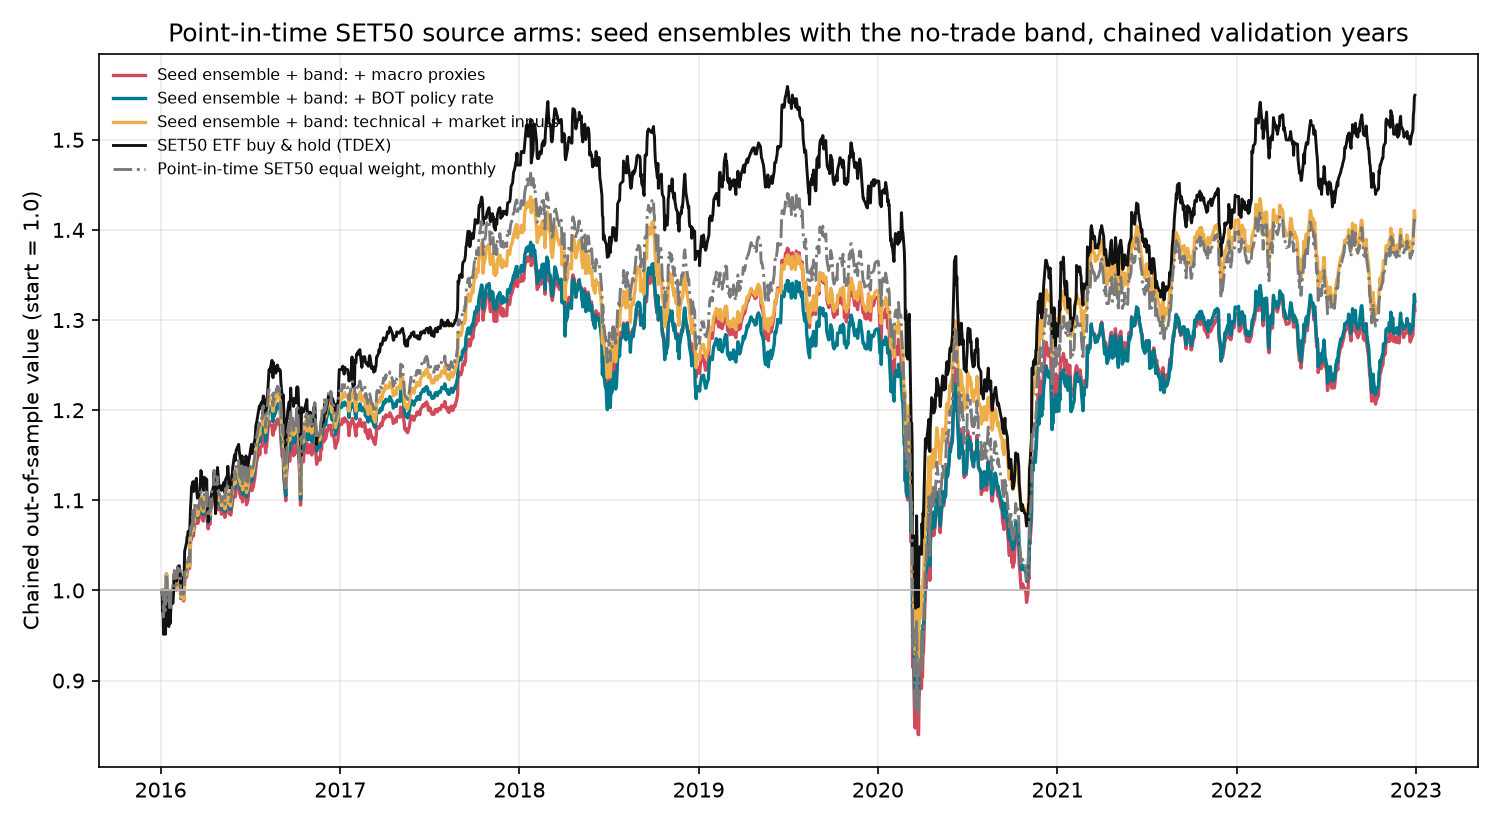 Point-in-time SET50 source arms: seed ensembles with the no-trade band, chained validation years
Seed ensemble + band: + macro proxies
Seed ensemble + band: + BOT policy rate
Seed ensemble + band: technical + market inputs
SET50 ETF buy & hold (TDEX)
Point-in-time SET50 equal weight, monthly
Chained out-of-sample value (start = 1.0)
1.5
1.4
1.3
1.2
1.1
1.0
0.9
2016 2017 2018 2019 2020 2021 2022 2023